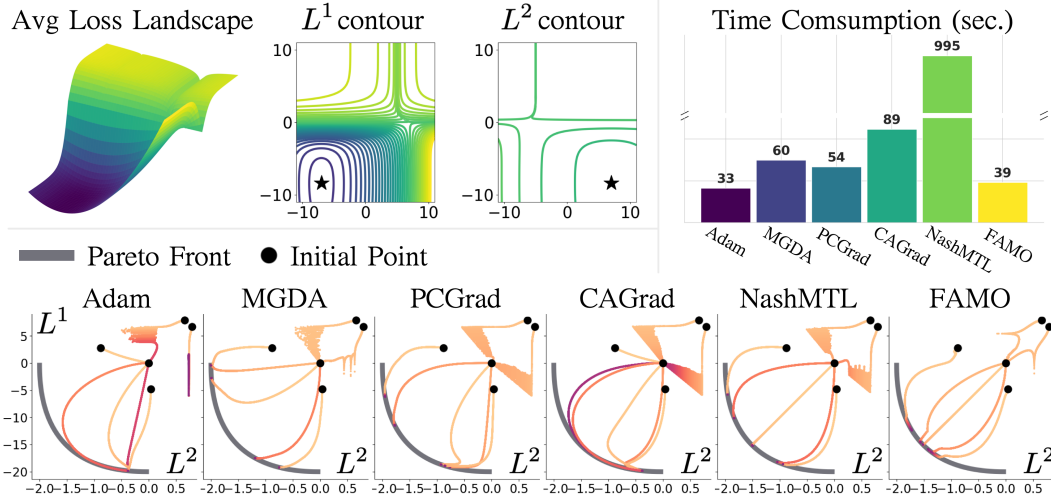 Avg Loss Landscape
L¹ contour
10
0
−10
−10 0 10
L² contour
10
0
−10
−10 0 10
Time Comsumption (sec.)
33
60
54
89
995
39
Adam
MGDA
PCGrad
CAGrad
NashMTL
FAMO
Pareto Front
Initial Point
Adam
MGDA
PCGrad
CAGrad
NashMTL
FAMO
L¹
5
0
−5
−10
−15
−20
L² L² L² L² L² L²
−2.0 −1.5 −1.0 −0.5 0.0 0.5
−2.0 −1.5 −1.0 −0.5 0.0 0.5
−2.0 −1.5 −1.0 −0.5 0.0 0.5
−2.0 −1.5 −1.0 −0.5 0.0 0.5
−2.0 −1.5 −1.0 −0.5 0.0 0.5
−2.0 −1.5 −1.0 −0.5 0.0 0.5